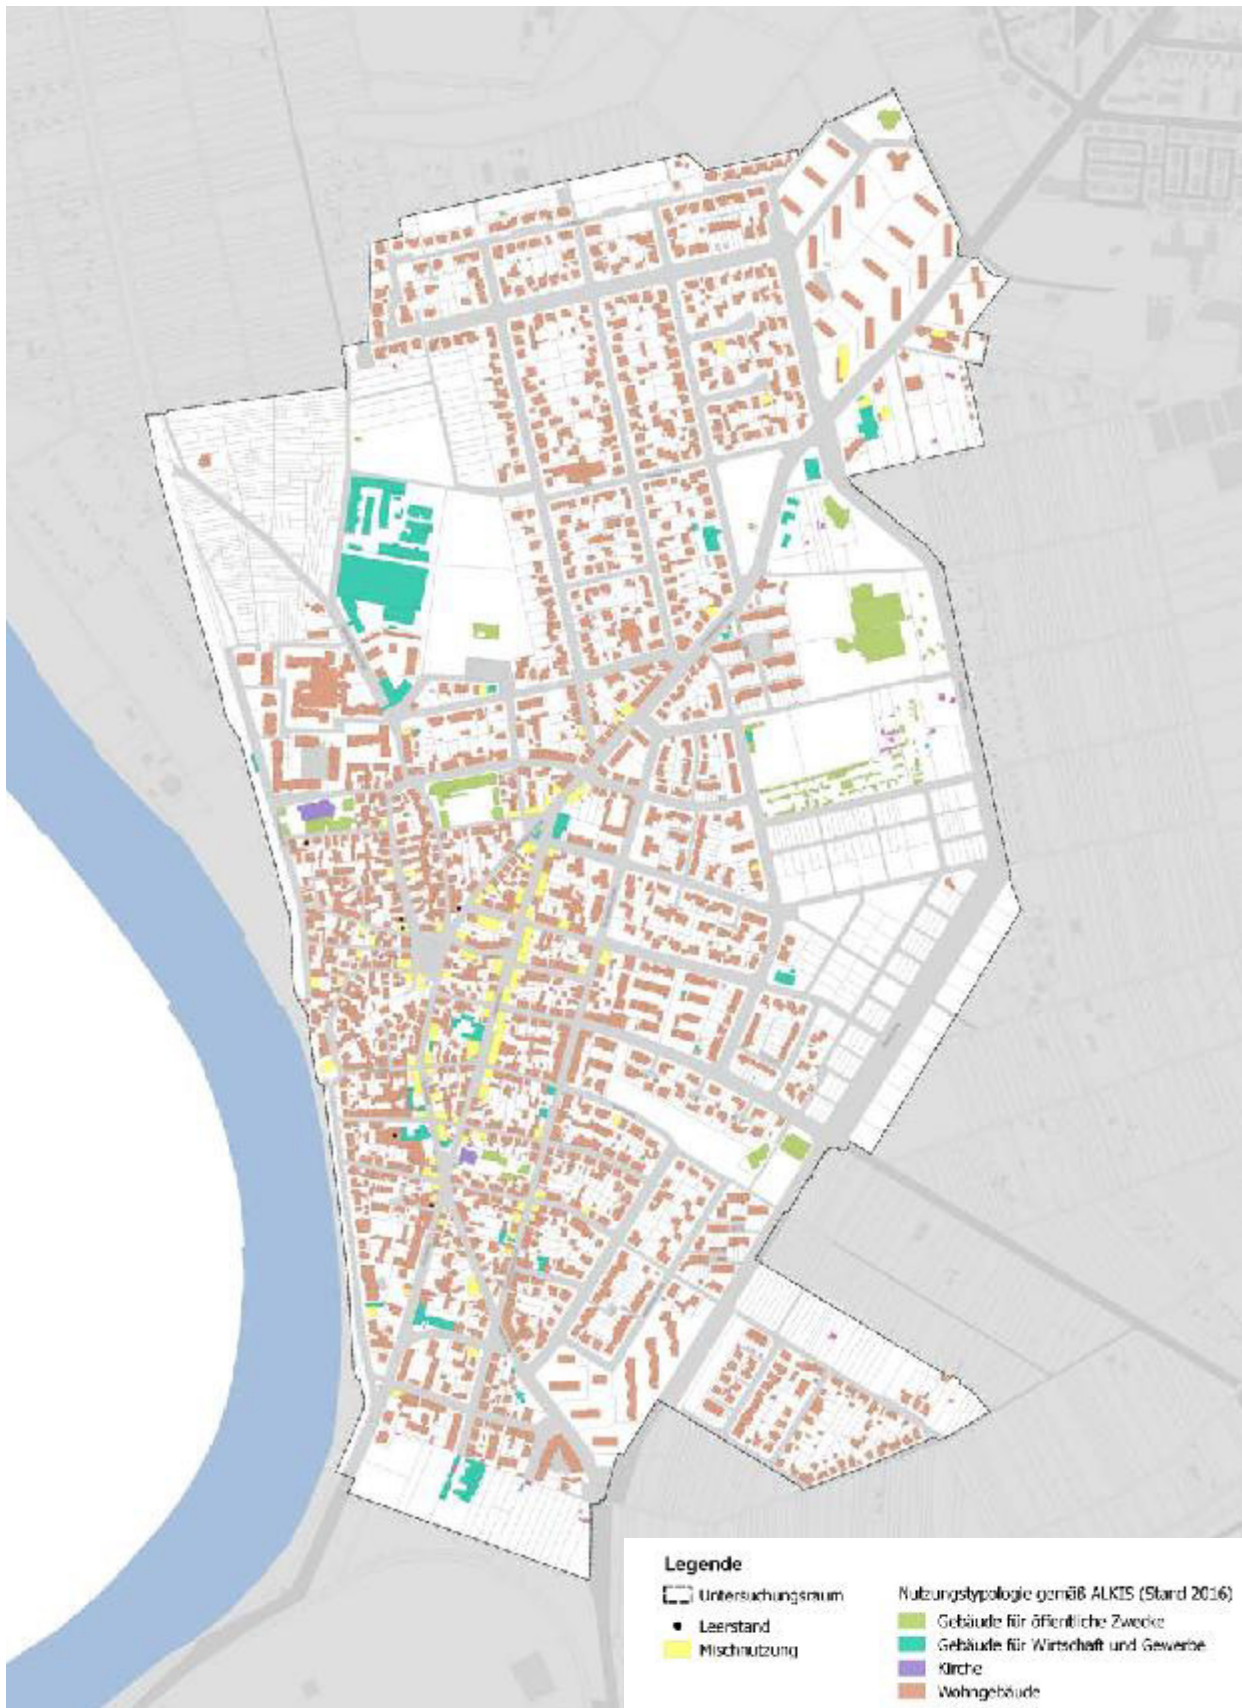 Legende
Untersuchungsraum
Leerstand
Mischnutzung
Nutzungstypologie gemäß ALKIS (Stand 2016)
Gebäude für öffentliche Zwecke
Gebäude für Wirtschaft und Gewerbe
Kirche
Wohngebäude